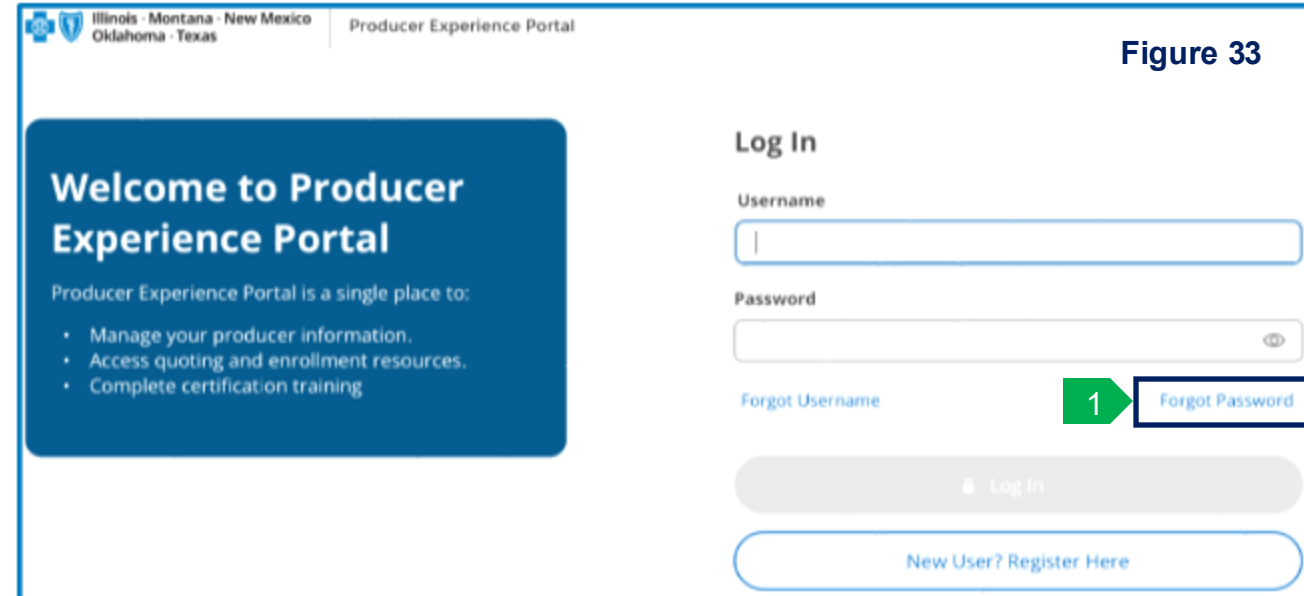 Illinois · Montana · New Mexico
Oklahoma · Texas
Producer Experience Portal
Figure 33
Welcome to Producer
Experience Portal
Producer Experience Portal is a single place to:
• Manage your producer information.
• Access quoting and enrollment resources.
• Complete certification training
Log In
Username
Password
Forgot Username
1
Forgot Password
Log In
New User? Register Here